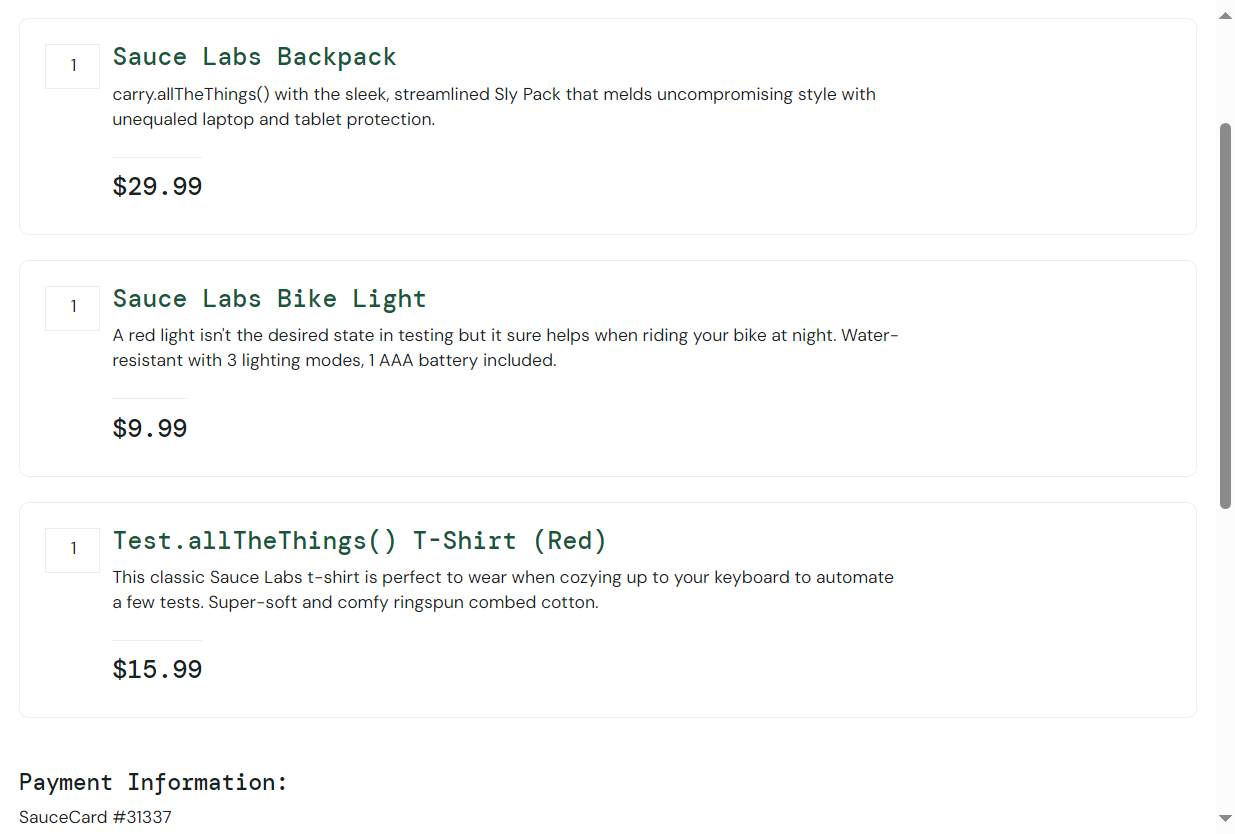 1
Sauce Labs Backpack
carry.allTheThings() with the sleek, streamlined Sly Pack that melds uncompromising style with
unequaled laptop and tablet protection.
$29.99
1
Sauce Labs Bike Light
A red light isn't the desired state in testing but it sure helps when riding your bike at night. Water-
resistant with 3 lighting modes, 1 AAA battery included.
$9.99
1
Test.allTheThings() T-Shirt (Red)
This classic Sauce Labs t-shirt is perfect to wear when cozying up to your keyboard to automate
a few tests. Super-soft and comfy ringspun combed cotton.
$15.99
Payment Information:
SauceCard #31337